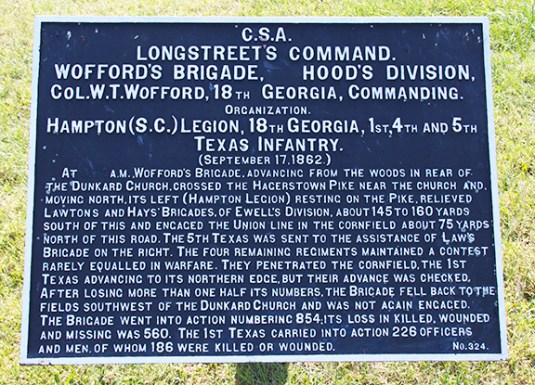 C.S.A.
LONGSTREET'S COMMAND.
WOFFORD'S BRIGADE, HOOD'S DIVISION,
COL. W.T. WOFFORD, 18TH GEORGIA, COMMANDING.
ORGANIZATION.
HAMPTON (S.C.) LEGION, 18TH GEORGIA, 1ST, 4TH AND 5TH
TEXAS INFANTRY.
(SEPTEMBER 17, 1862.)
AT A.M., WOFFORD'S BRIGADE, ADVANCING FROM THE WOODS IN REAR OF
THE DUNKARD CHURCH, CROSSED THE HAGERSTOWN PIKE NEAR THE CHURCH AND,
MOVING NORTH, ITS LEFT (HAMPTON LEGION) RESTING ON THE PIKE, RELIEVED
LAWTONS AND HAYS' BRIGADES, OF EWELL'S DIVISION, ABOUT 145 TO 160 YARDS
SOUTH OF THIS AND ENGAGED THE UNION LINE IN THE CORNFIELD ABOUT 75 YARDS
NORTH OF THIS ROAD. THE 5TH TEXAS WAS SENT TO THE ASSISTANCE OF LAW'S
BRIGADE ON THE RIGHT. THE FOUR REMAINING REGIMENTS MAINTAINED A CONTEST
RARELY EQUALLED IN WARFARE. THEY PENETRATED THE CORNFIELD, THE 1ST
TEXAS ADVANCING TO ITS NORTHERN EDGE, BUT THEIR ADVANCE WAS CHECKED.
AFTER LOSING MORE THAN ONE HALF ITS NUMBERS, THE BRIGADE FELL BACK TO THE
FIELDS SOUTHWEST OF THE DUNKARD CHURCH AND WAS NOT AGAIN ENGAGED.
THE BRIGADE WENT INTO ACTION NUMBERING 854; ITS LOSS IN KILLED, WOUNDED
AND MISSING WAS 560. THE 1ST TEXAS CARRIED INTO ACTION 226 OFFICERS
AND MEN, OF WHOM 186 WERE KILLED OR WOUNDED. NO. 324.